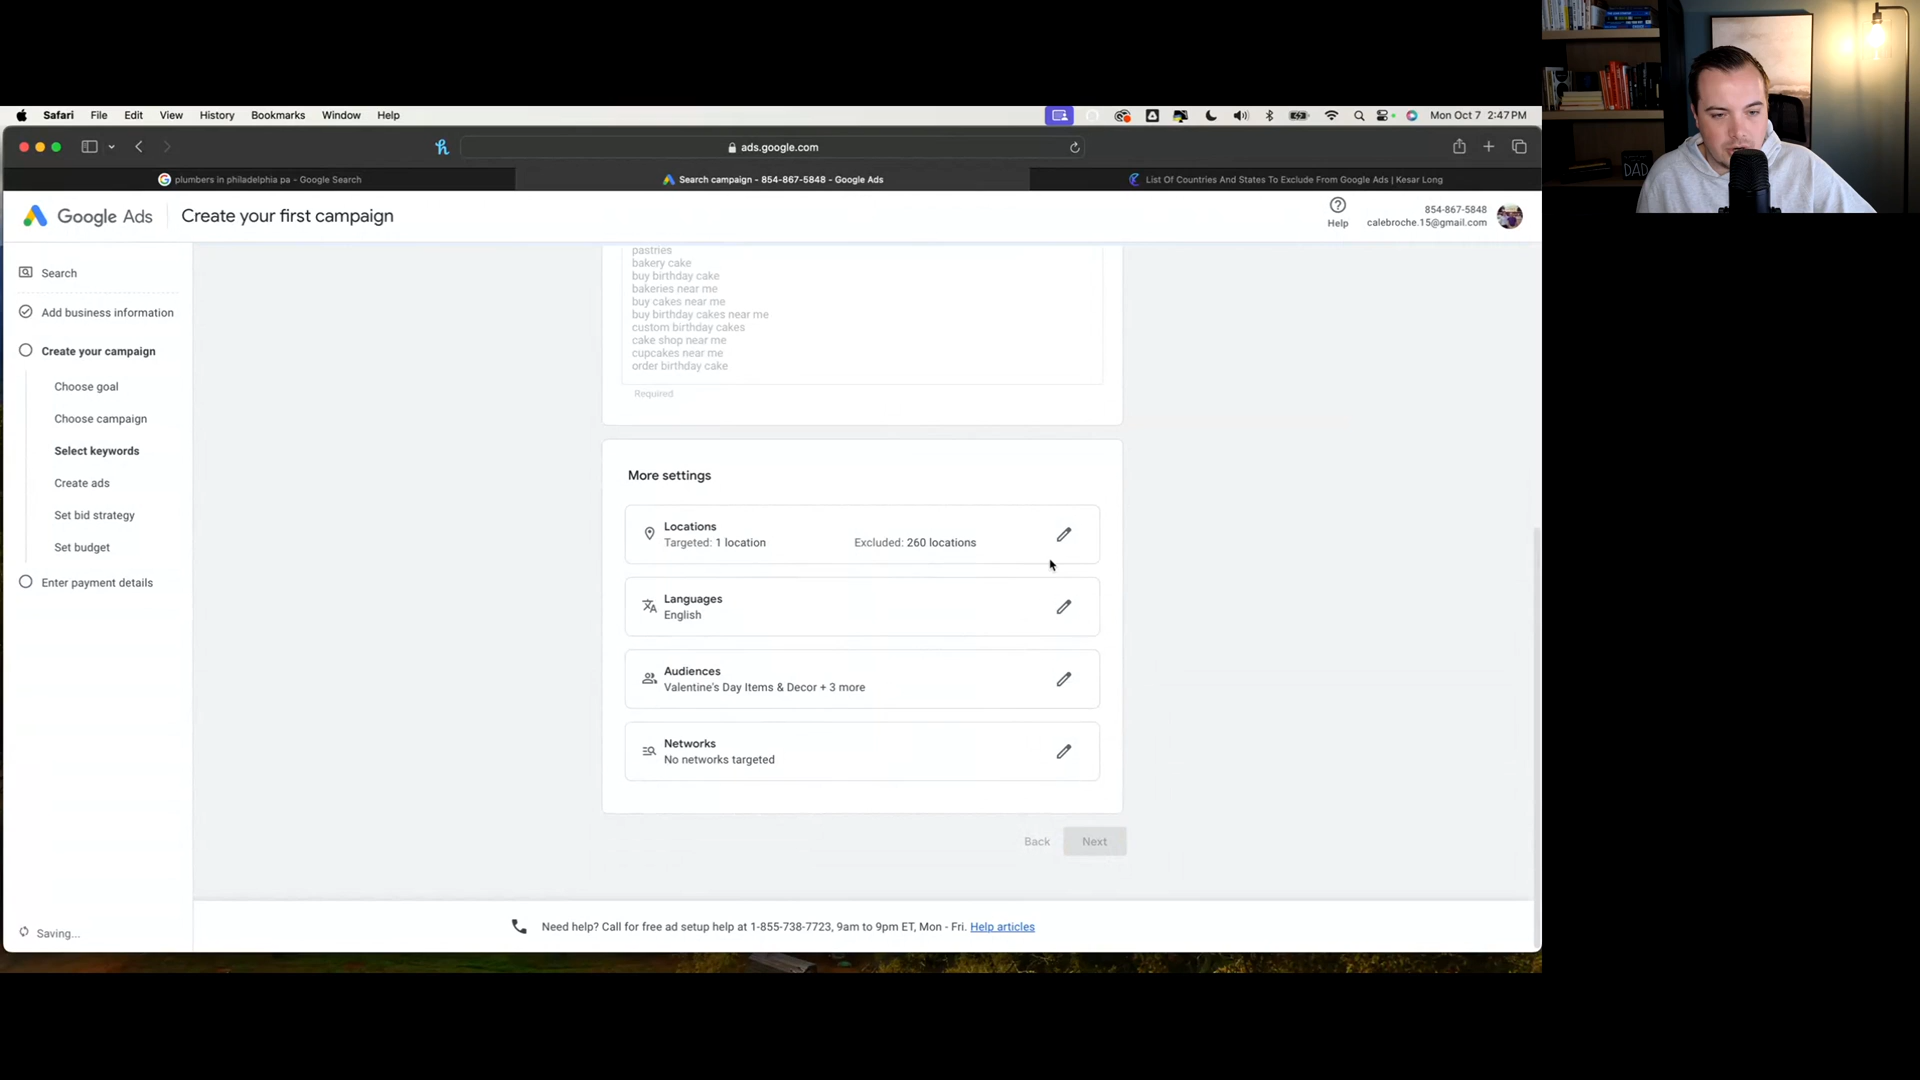 Safari File Edit View History Bookmarks Window Help Mon Oct 7 2:47 PM
ads.google.com
plumbers in philadelphia pa - Google Search
Search campaign - 854-867-5848 - Google Ads
List Of Countries And States To Exclude From Google Ads | Kesar Long
Google Ads
Create your first campaign
Help
854-867-5848
calebroche.15@gmail.com
Search
Add business information
Create your campaign
Choose goal
Choose campaign
Select keywords
Create ads
Set bid strategy
Set budget
Enter payment details
Saving...
pastries
bakery cake
buy birthday cake
bakeries near me
buy cakes near me
buy birthday cakes near me
custom birthday cakes
cake shop near me
cupcakes near me
order birthday cake
Required
More settings
Locations
Targeted: 1 location Excluded: 260 locations
Languages
English
Audiences
Valentine's Day Items & Decor + 3 more
Networks
No networks targeted
Back Next
Need help? Call for free ad setup help at 1-855-738-7723, 9am to 9pm ET, Mon - Fri. Help articles
DAD